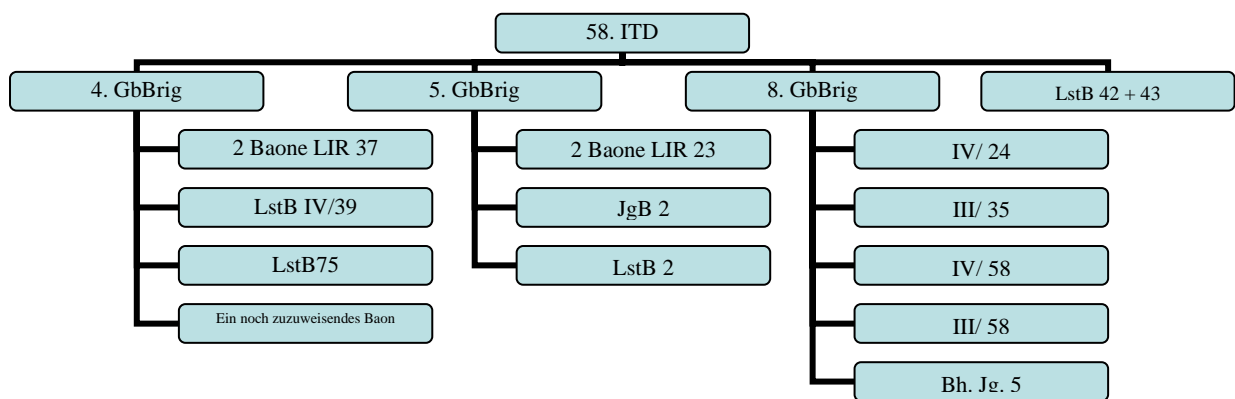 58. ITD
4. GbBrig
5. GbBrig
8. GbBrig
LstB 42 + 43
2 Baone LIR 37
2 Baone LIR 23
IV/ 24
LstB IV/39
JgB 2
III/ 35
LstB75
LstB 2
IV/ 58
Ein noch zuzuweisendes Baon
III/ 58
Bh. Jg. 5